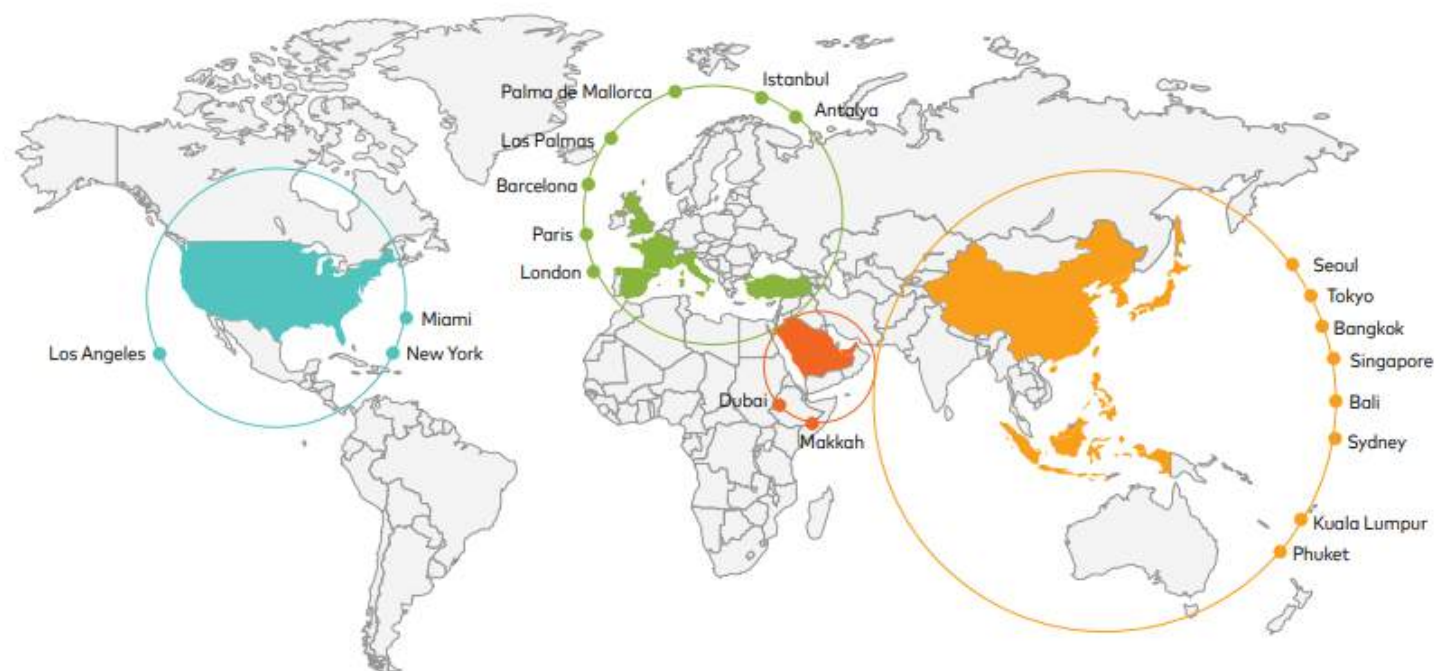 Istanbul
Palma de Mallorca
Antalya
Las Palmas
Barcelona
Paris
London
Miami
Los Angeles
New York
Dubai
Makkah
Seoul
Tokyo
Bangkok
Singapore
Bali
Sydney
Kuala Lumpur
Phuket